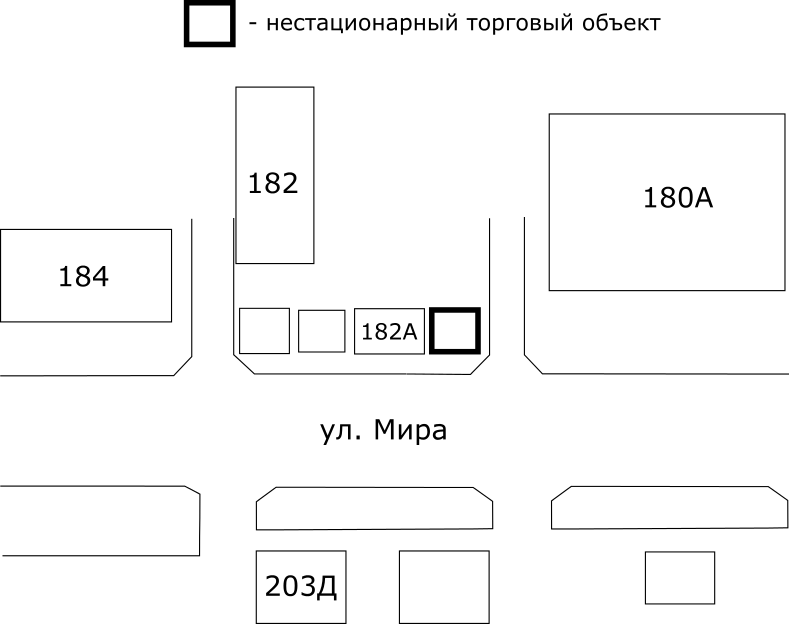 - нестационарный торговый объект
182
180А
184
182А
ул. Мира
203Д